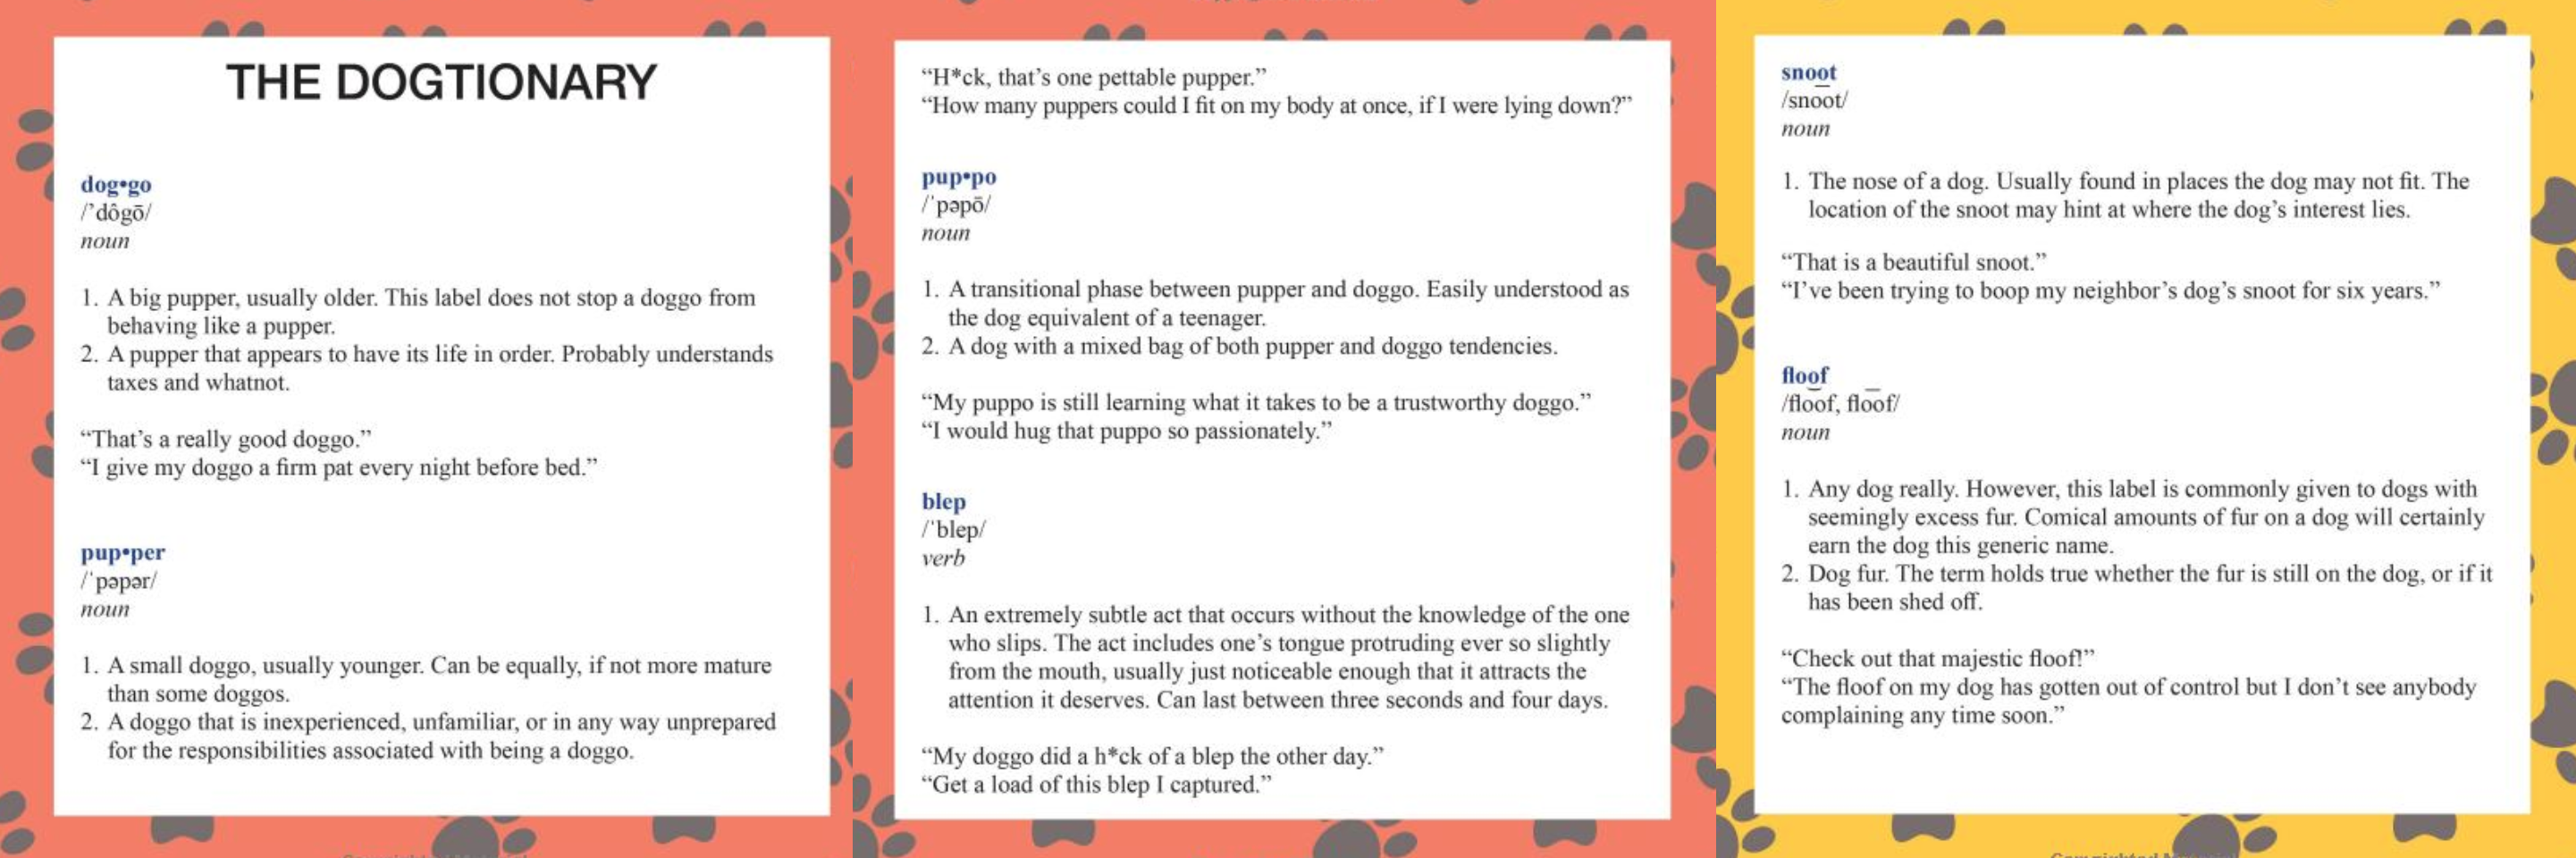 THE DOGTIONARY
dog•go
/’dôgō/
noun
1. A big pupper, usually older. This label does not stop a doggo from
behaving like a pupper.
2. A pupper that appears to have its life in order. Probably understands
taxes and whatnot.
“That’s a really good doggo.”
“I give my doggo a firm pat every night before bed.”
pup•per
/ˈpəpər/
noun
1. A small doggo, usually younger. Can be equally, if not more mature
than some doggos.
2. A doggo that is inexperienced, unfamiliar, or in any way unprepared
for the responsibilities associated with being a doggo.
“H*ck, that’s one pettable pupper.”
“How many puppers could I fit on my body at once, if I were lying down?”
pup•po
/ˈpəpō/
noun
1. A transitional phase between pupper and doggo. Easily understood as
the dog equivalent of a teenager.
2. A dog with a mixed bag of both pupper and doggo tendencies.
“My puppo is still learning what it takes to be a trustworthy doggo.”
“I would hug that puppo so passionately.”
blep
/ˈblep/
verb
1. An extremely subtle act that occurs without the knowledge of the one
who slips. The act includes one’s tongue protruding ever so slightly
from the mouth, usually just noticeable enough that it attracts the
attention it deserves. Can last between three seconds and four days.
“My doggo did a h*ck of a blep the other day.”
“Get a load of this blep I captured.”
snoot
/sno͞ot/
noun
1. The nose of a dog. Usually found in places the dog may not fit. The
location of the snoot may hint at where the dog’s interest lies.
“That is a beautiful snoot.”
“I’ve been trying to boop my neighbor’s dog’s snoot for six years.”
floof
/flo͝of, flo͞of/
noun
1. Any dog really. However, this label is commonly given to dogs with
seemingly excess fur. Comical amounts of fur on a dog will certainly
earn the dog this generic name.
2. Dog fur. The term holds true whether the fur is still on the dog, or if it
has been shed off.
“Check out that majestic floof!”
“The floof on my dog has gotten out of control but I don’t see anybody
complaining any time soon.”